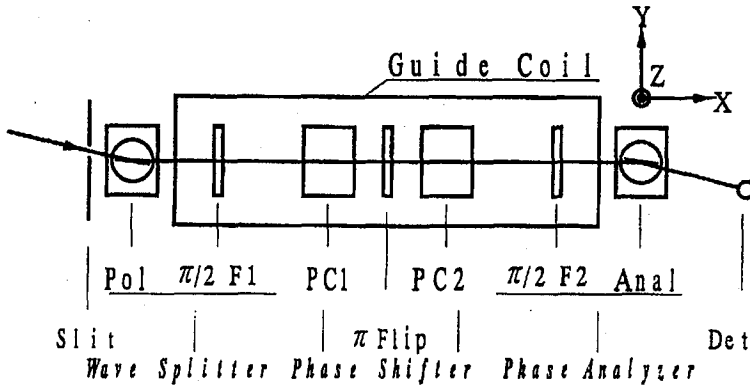 Y
Guide Coil
Z
X
Pol π/2 F1 PC1 PC2 π/2 F2 Anal
Slit π Flip Det
Wave Splitter Phase Shifter Phase Analyzer